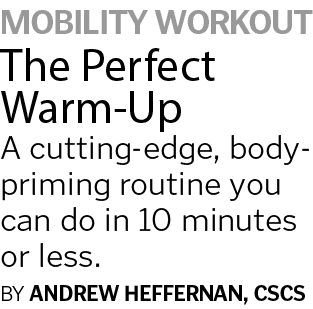 MOBILITY WORKOUT
The Perfect
Warm-Up
A cutting-edge, body-
priming routine you
can do in 10 minutes
or less.
BY ANDREW HEFFERNAN, CSCS